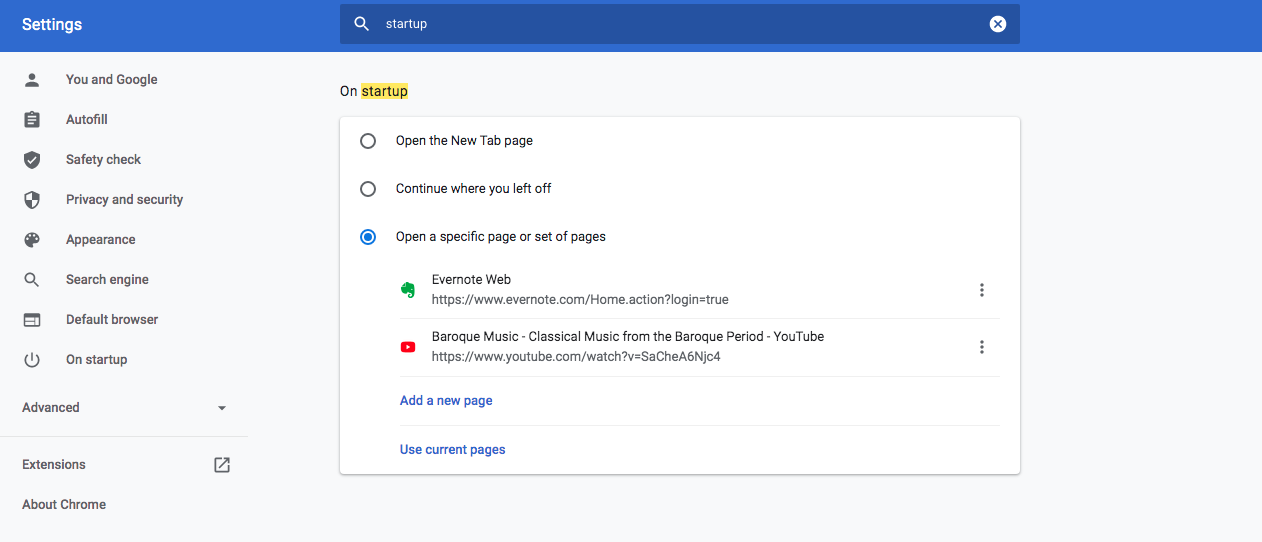 Settings
startup
You and Google
Autofill
Safety check
Privacy and security
Appearance
Search engine
Default browser
On startup
Advanced
Extensions
About Chrome
On startup
Open the New Tab page
Continue where you left off
Open a specific page or set of pages
Evernote Web
https://www.evernote.com/Home.action?login=true
Baroque Music - Classical Music from the Baroque Period - YouTube
https://www.youtube.com/watch?v=SaCheA6Njc4
Add a new page
Use current pages